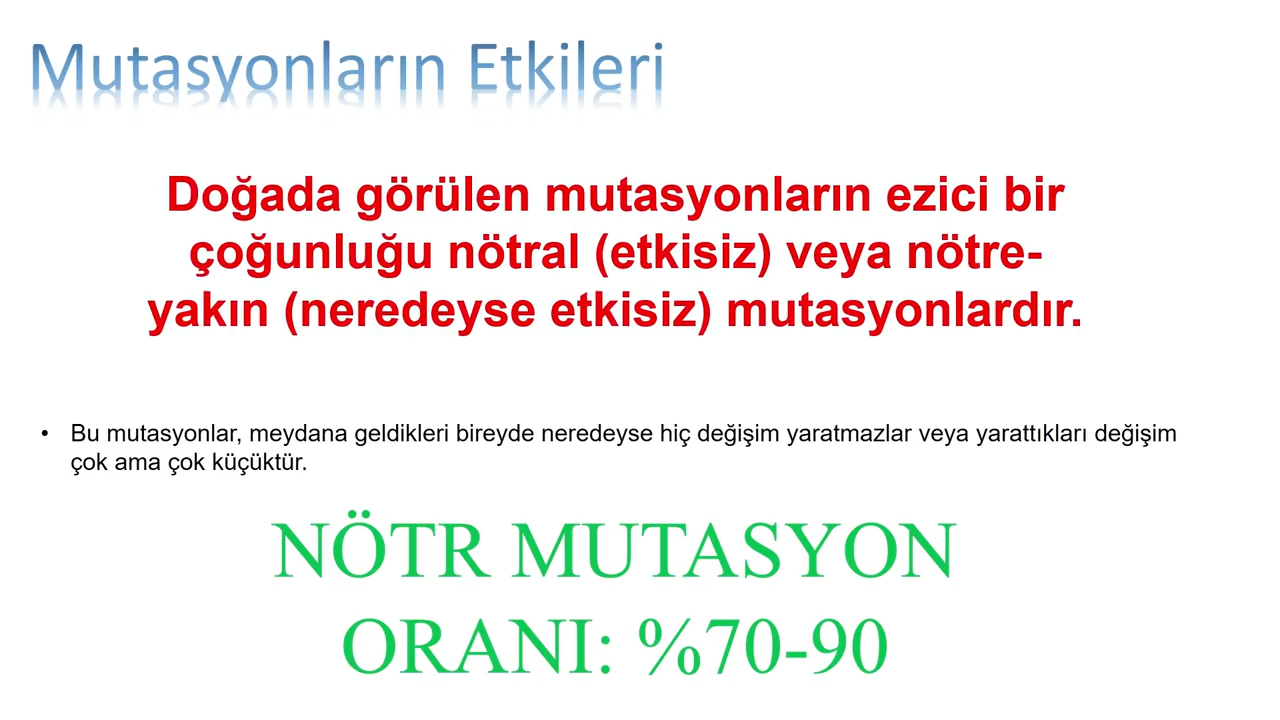 Mutasyonların Etkileri
Doğada görülen mutasyonların ezici bir
çoğunluğu nötral (etkisiz) veya nötre-
yakın (neredeyse etkisiz) mutasyonlardır.
• Bu mutasyonlar, meydana geldikleri bireyde neredeyse hiç değişim yaratmazlar veya yarattıkları değişim
çok ama çok küçüktür.
NÖTR MUTASYON
ORANI: %70-90